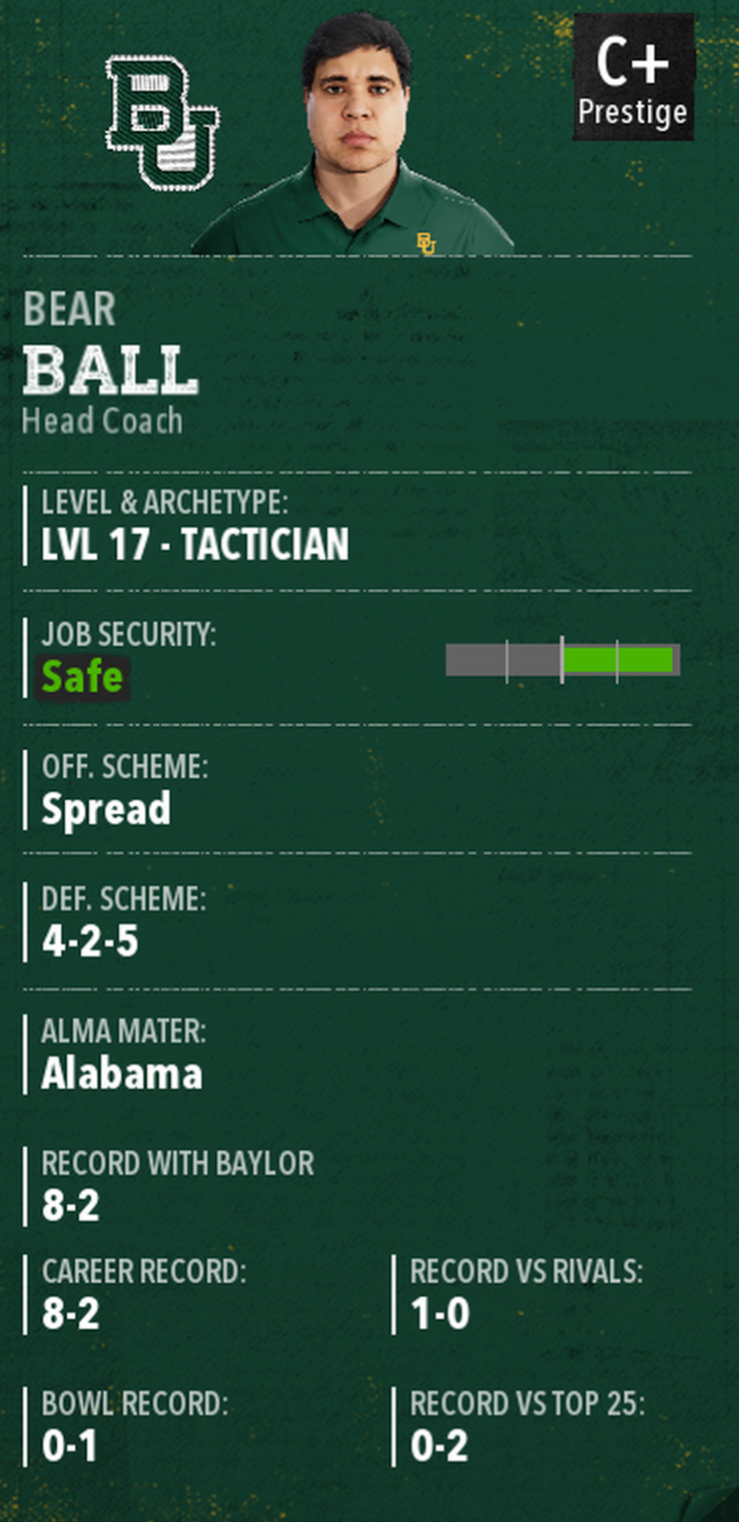 BU
C+
Prestige
BU
BEAR
BALL
Head Coach
LEVEL & ARCHETYPE:
LVL 17 - TACTICIAN
JOB SECURITY:
Safe
OFF. SCHEME:
Spread
DEF. SCHEME:
4-2-5
ALMA MATER:
Alabama
RECORD WITH BAYLOR
8-2
CAREER RECORD:
8-2
RECORD VS RIVALS:
1-0
BOWL RECORD:
0-1
RECORD VS TOP 25:
0-2